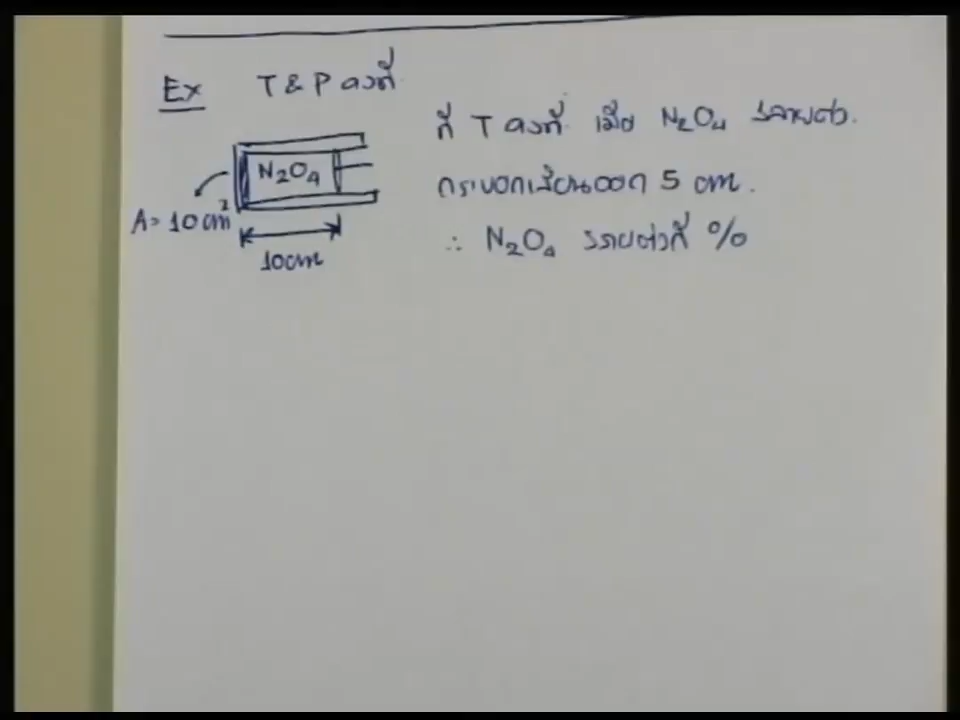 Ex T & P คงที่
N₂O₄
A = 10 cm²
10 cm
ที่ T คงที่ เมื่อ N₂O₄ สลายตัว.
กระบอกเลื่อนออก 5 cm.
∴ N₂O₄ สลายตัวกี่ %